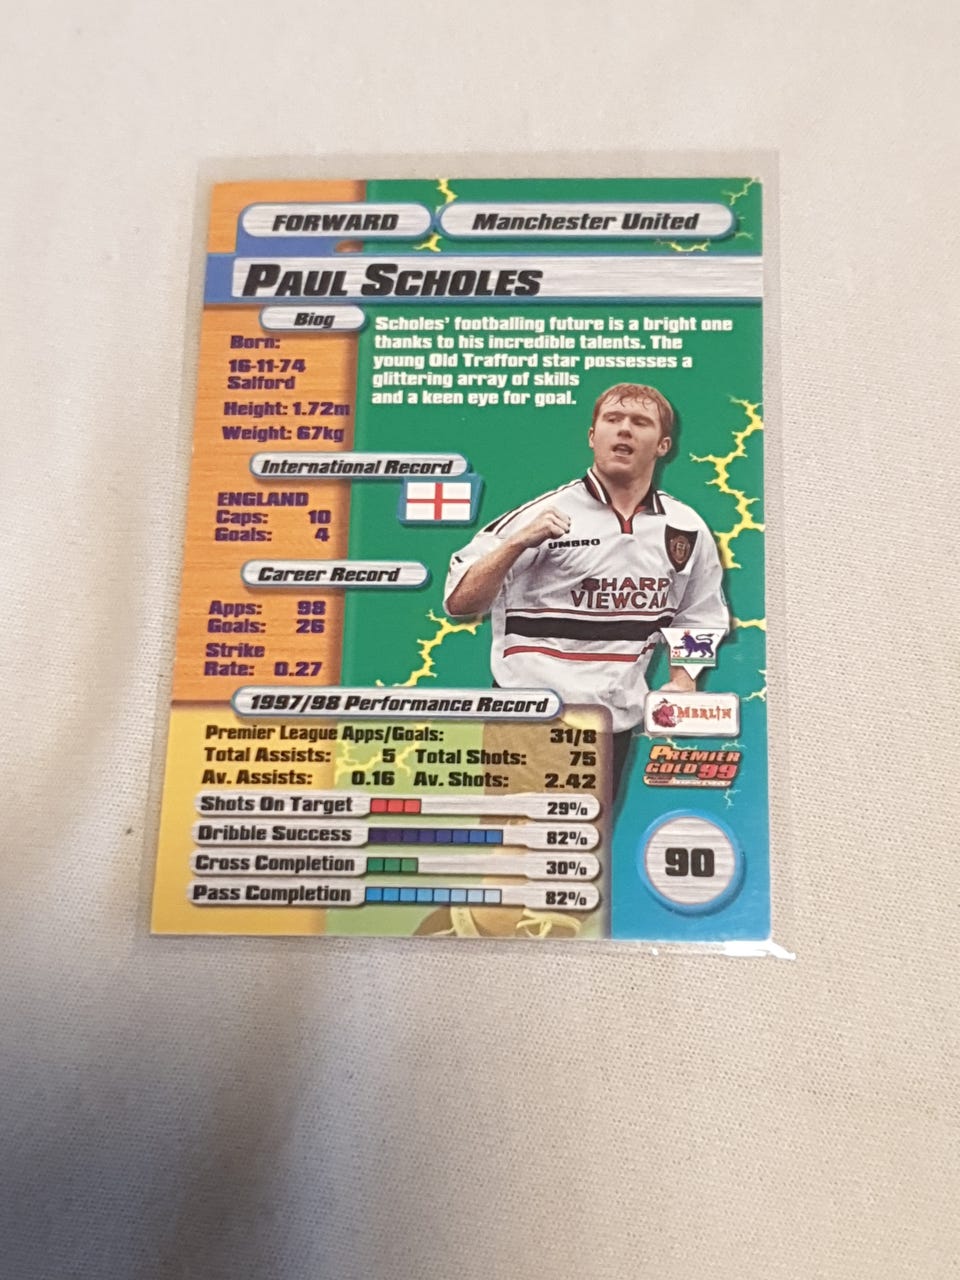 FORWARD
Manchester United
PAUL SCHOLES
Biog
Born:
16-11-74
Salford
Height: 1.72m
Weight: 67kg
Scholes' footballing future is a bright one
thanks to his incredible talents. The
young Old Trafford star possesses a
glittering array of skills
and a keen eye for goal.
International Record
ENGLAND
Caps: 10
Goals: 4
Career Record
Apps: 98
Goals: 26
Strike
Rate: 0.27
UMBRO
SHARP
VIEWCAM
MERLIN
PREMIER
GOLD 99
1997/98 Performance Record
Premier League Apps/Goals: 31/8
Total Assists: 5 Total Shots: 75
Av. Assists: 0.16 Av. Shots: 2.42
Shots On Target 29%
Dribble Success 82%
Cross Completion 30%
Pass Completion 82%
90